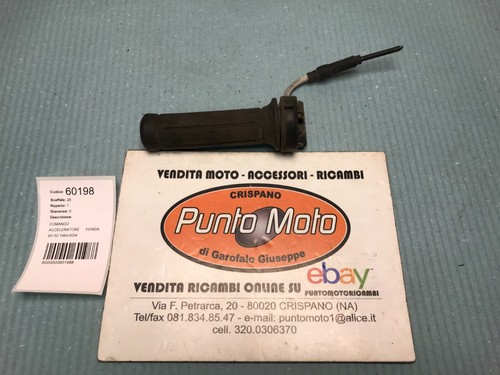 Codice: 60198
Scaffale: 25
Reparto: 1
Giacenza: 0
Descrizione:
COMANDO
ACCELERATORE HONDA
VENDITA MOTO - ACCESSORI - RICAMBI
CRISPANO
Punto Moto
di Garofalo Giuseppe
ebay
VENDITA RICAMBI ONLINE SU PUNTOMOTORICAMBI
Via F. Petrarca, 20 - 80020 CRISPANO (NA)
Tel/fax 081.834.85.47 - e-mail: puntomoto1@alice.it
cell. 320.0306370